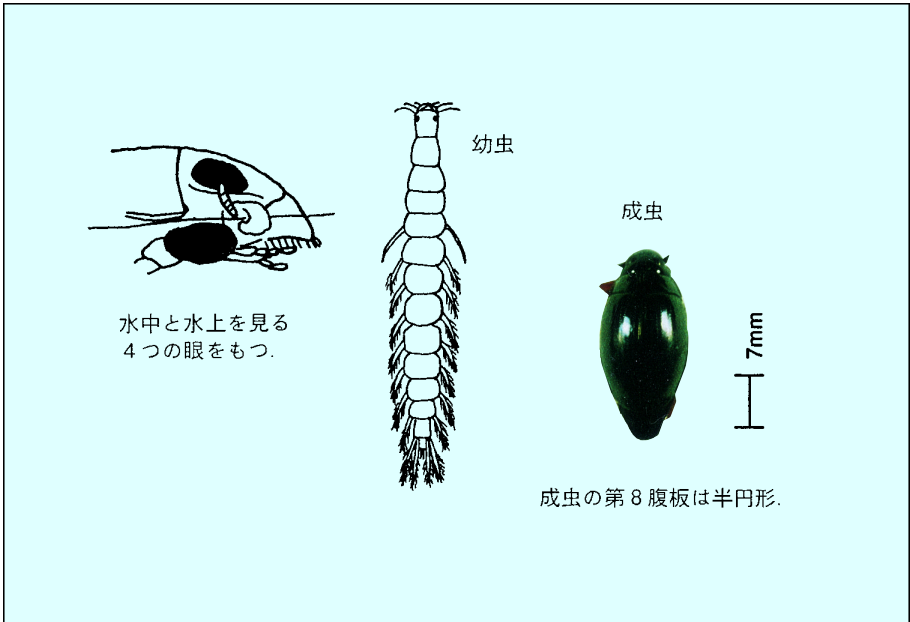 幼虫
成虫
水中と水上を見る
4つの眼をもつ.
7mm
成虫の第8腹板は半円形.